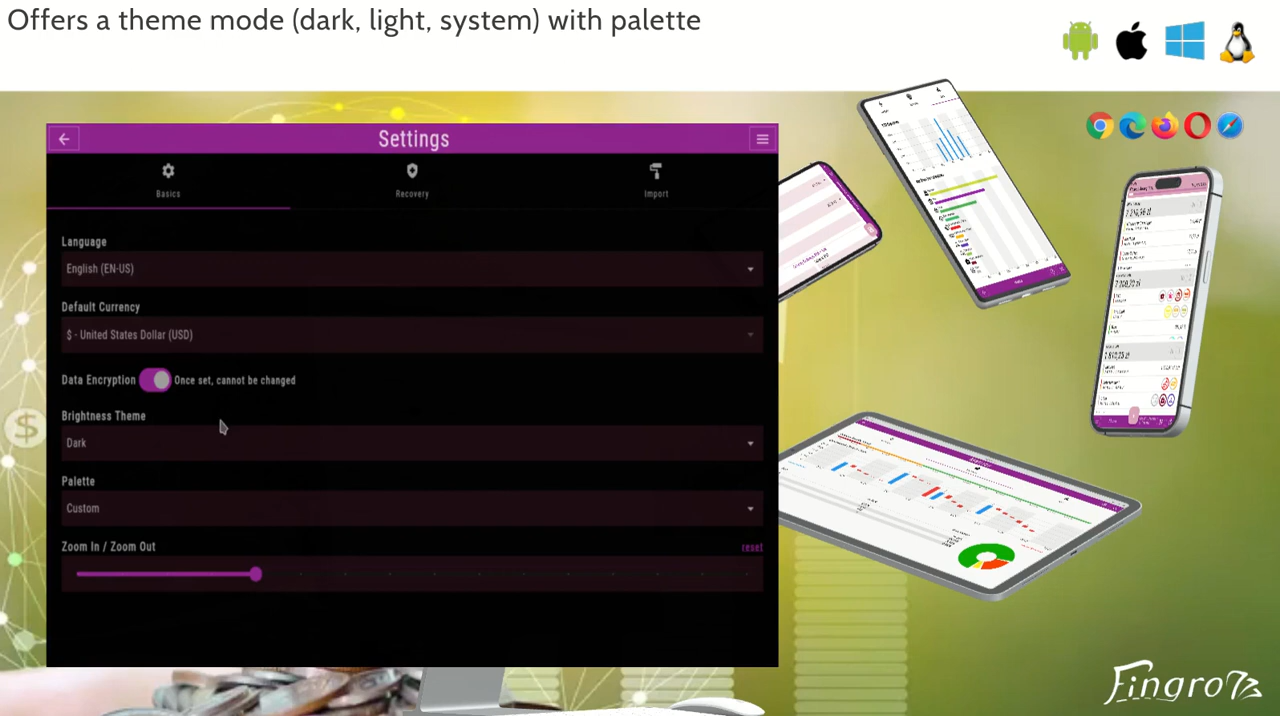 Offers a theme mode (dark, light, system) with palette
Settings
Basics
Recovery
Import
Language
English (EN-US)
Default Currency
$ - United States Dollar (USD)
Data Encryption
Once set, cannot be changed
Brightness Theme
Dark
Palette
Custom
Zoom In / Zoom Out
reset
Fingro